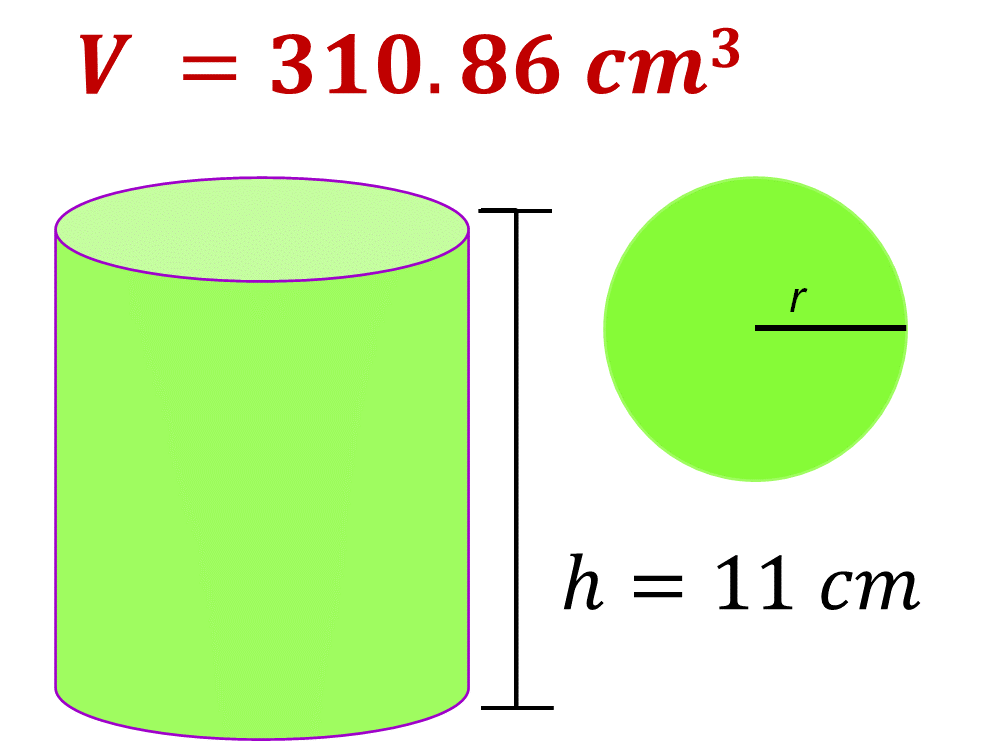 V = 310.86 cm³
r
h = 11 cm